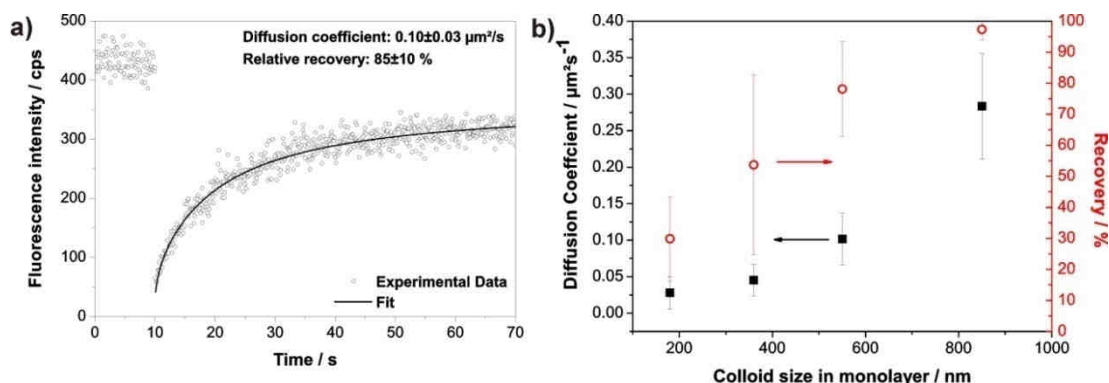 a)
500
400
300
200
100
0
Fluorescence intensity / cps
Diffusion coefficient: 0.10±0.03 µm²/s
Relative recovery: 85±10 %
Experimental Data
Fit
0 10 20 30 40 50 60 70
Time / s
b)
0.40
0.35
0.30
0.25
0.20
0.15
0.10
0.05
0.00
Diffusion Coeffcient / µm²s⁻¹
100
90
80
70
60
50
40
30
20
10
0
Recovery / %
200 400 600 800 1000
Colloid size in monolayer / nm